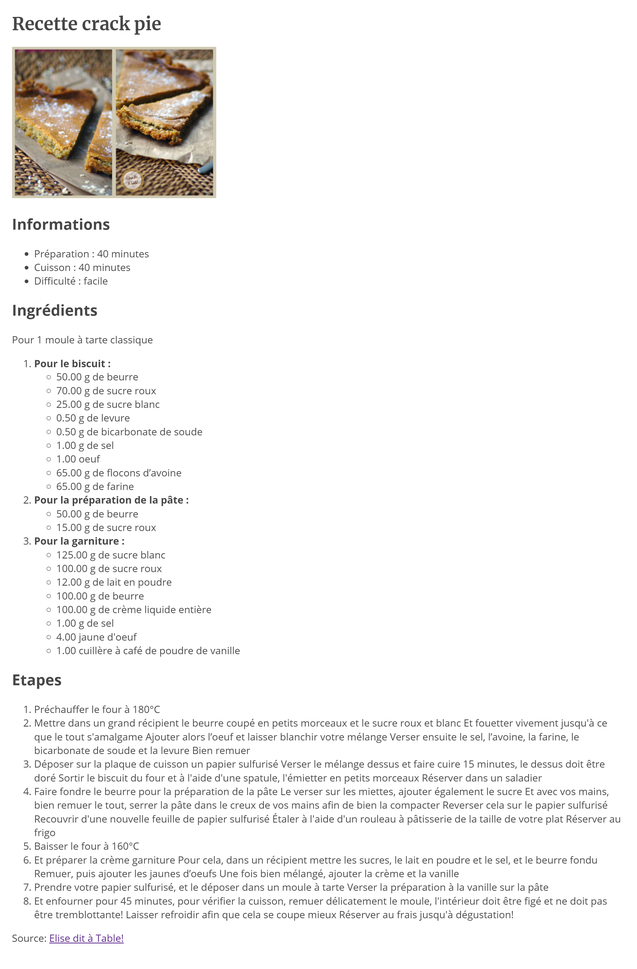 Recette crack pie
Informations
Préparation : 40 minutes
Cuisson : 40 minutes
Difficulté : facile
Ingrédients
Pour 1 moule à tarte classique
1. Pour le biscuit :
50.00 g de beurre
70.00 g de sucre roux
25.00 g de sucre blanc
0.50 g de levure
0.50 g de bicarbonate de soude
1.00 g de sel
1.00 oeuf
65.00 g de flocons d’avoine
65.00 g de farine
2. Pour la préparation de la pâte :
50.00 g de beurre
15.00 g de sucre roux
3. Pour la garniture :
125.00 g de sucre blanc
100.00 g de sucre roux
12.00 g de lait en poudre
100.00 g de beurre
100.00 g de crème liquide entière
1.00 g de sel
4.00 jaune d'oeuf
1.00 cuillère à café de poudre de vanille
Etapes
1. Préchauffer le four à 180°C
2. Mettre dans un grand récipient le beurre coupé en petits morceaux et le sucre roux et blanc Et fouetter vivement jusqu'à ce
que le tout s'amalgame Ajouter alors l’oeuf et laisser blanchir votre mélange Verser ensuite le sel, l’avoine, la farine, le
bicarbonate de soude et la levure Bien remuer
3. Déposer sur la plaque de cuisson un papier sulfurisé Verser le mélange dessus et faire cuire 15 minutes, le dessus doit être
doré Sortir le biscuit du four et à l'aide d'une spatule, l'émietter en petits morceaux Réserver dans un saladier
4. Faire fondre le beurre pour la préparation de la pâte Le verser sur les miettes, ajouter également le sucre Et avec vos mains,
bien remuer le tout, serrer la pâte dans le creux de vos mains afin de bien la compacter Reverser cela sur le papier sulfurisé
Recouvrir d'une nouvelle feuille de papier sulfurisé Étaler à l'aide d'un rouleau à pâtisserie de la taille de votre plat Réserver au
frigo
5. Baisser le four à 160°C
6. Et préparer la crème garniture Pour cela, dans un récipient mettre les sucres, le lait en poudre et le sel, et le beurre fondu
Remuer, puis ajouter les jaunes d’oeufs Une fois bien mélangé, ajouter la crème et la vanille
7. Prendre votre papier sulfurisé, et le déposer dans un moule à tarte Verser la préparation à la vanille sur la pâte
8. Et enfourner pour 45 minutes, pour vérifier la cuisson, remuer délicatement le moule, l'intérieur doit être figé et ne doit pas
être tremblottante! Laisser refroidir afin que cela se coupe mieux Réserver au frais jusqu'à dégustation!
Source: Elise dit à Table!